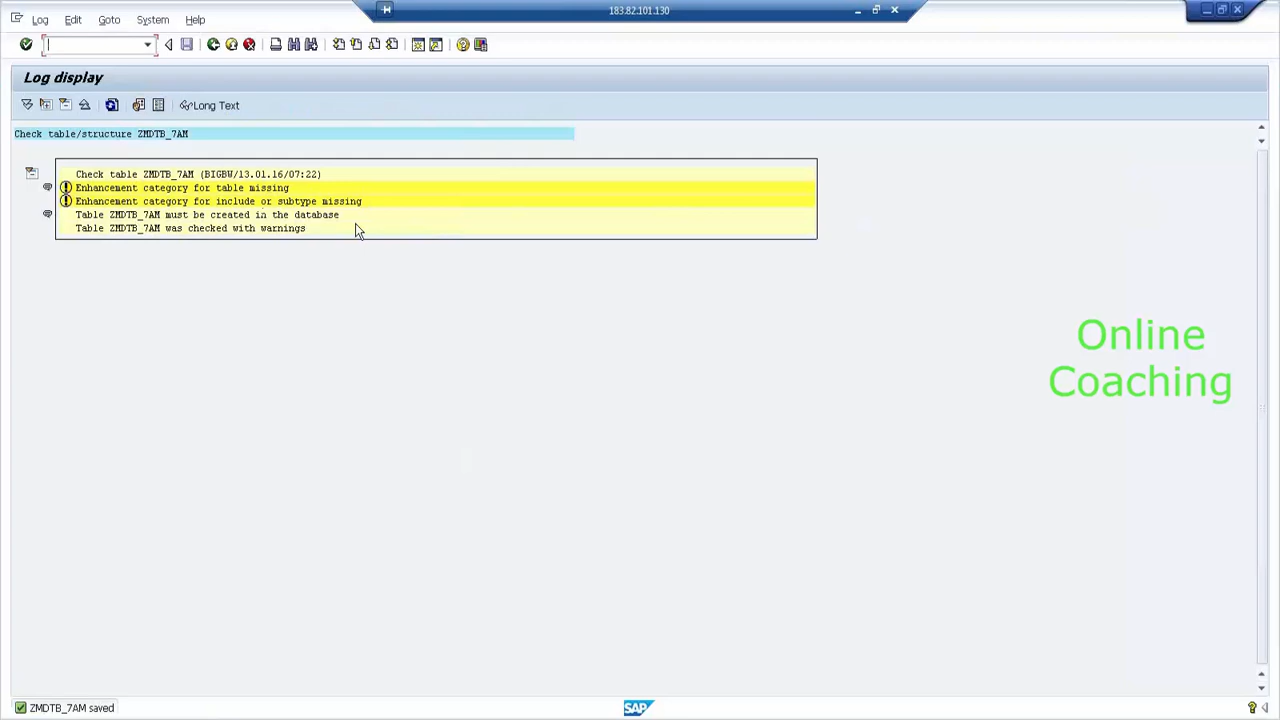 183.82.101.130
Log Edit Goto System Help
Log display
Long Text
Check table/structure ZMDTB_7AM
Check table ZMDTB_7AM (BIGBW/13.01.16/07:22)
Enhancement category for table missing
Enhancement category for include or subtype missing
Table ZMDTB_7AM must be created in the database
Table ZMDTB_7AM was checked with warnings
Online
Coaching
ZMDTB_7AM saved
SAP